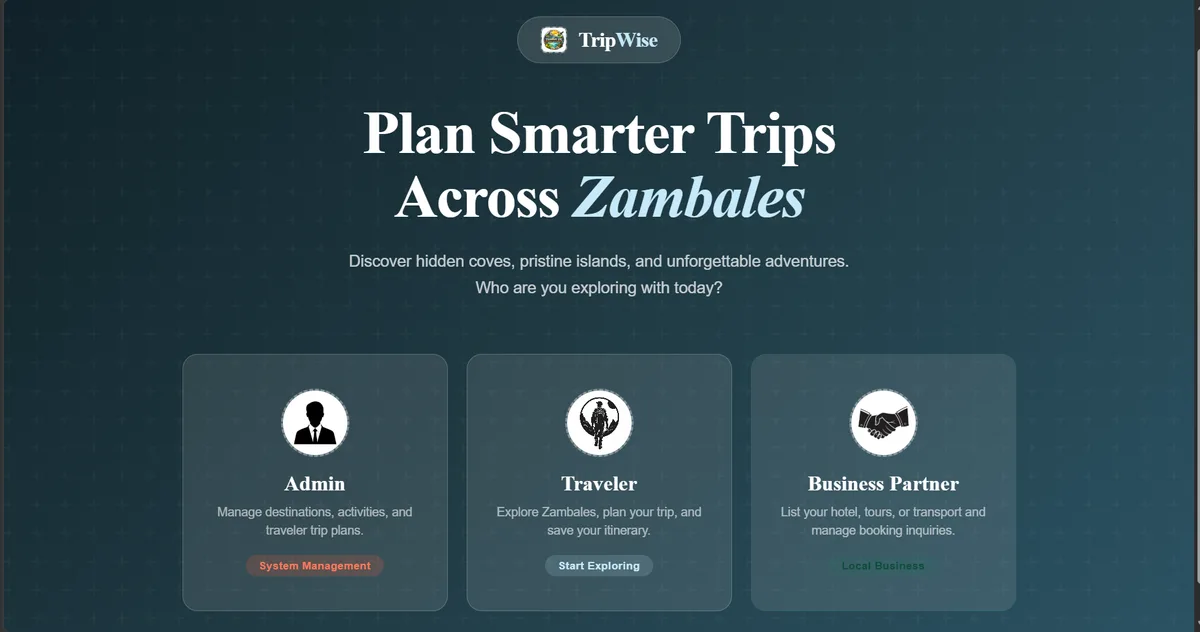 TripWise
Plan Smarter Trips
Across Zambales
Discover hidden coves, pristine islands, and unforgettable adventures.
Who are you exploring with today?
Admin
Manage destinations, activities, and
traveler trip plans.
System Management
Traveler
Explore Zambales, plan your trip, and
save your itinerary.
Start Exploring
Business Partner
List your hotel, tours, or transport and
manage booking inquiries.
Local Business